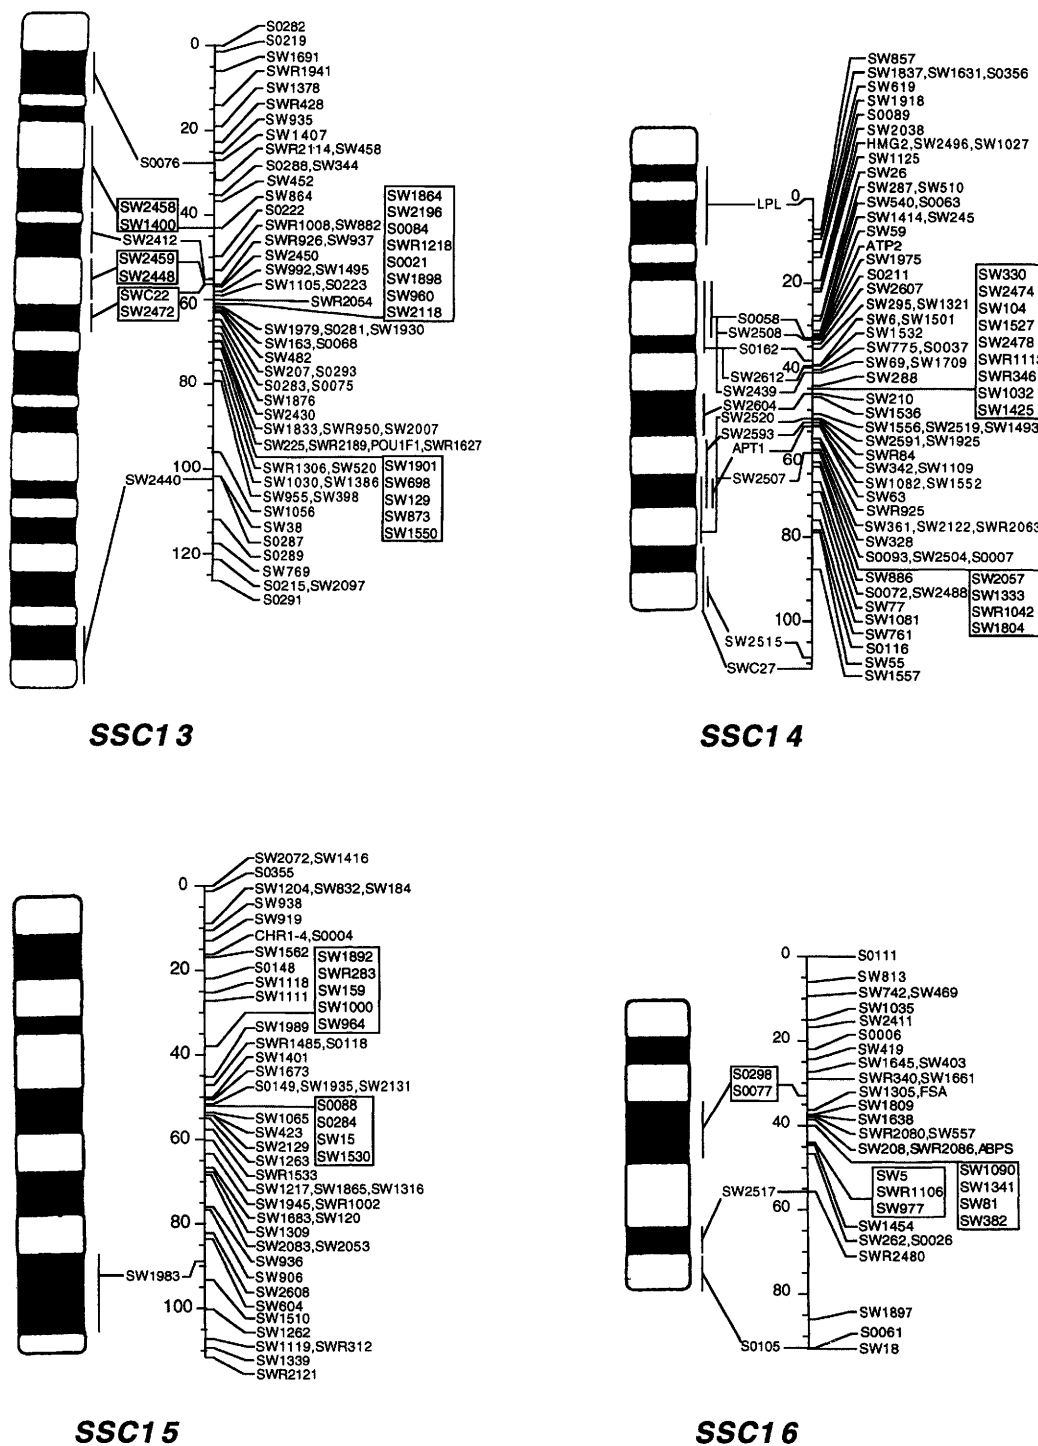 S0282
0
S0219
SW1691
SWR1941
SW1378
SWR428
20
SW935
SW1407
SWR2114,SW458
S0076
S0288,SW344
SW452
SW864
SW2458
SW1400
40
S0222
SWR1008,SW882
SW2412
SWR926,SW937
SW2459
SW2448
SW2450
SW992,SW1495
SWC22
SW2472
SW1105,S0223
60
SWR2054
SW1864
SW2196
S0084
SWR1218
S0021
SW1898
SW960
SW2118
SW1979,S0281,SW1930
SW163,S0068
SW482
SW207,S0293
80
S0283,S0075
SW1876
SW2430
SW1833,SWR950,SW2007
SW225,SWR2189,POU1F1,SWR1627
100
SW2440
SWR1306,SW520
SW1030,SW1386
SW955,SW398
SW1056
SW1901
SW698
SW129
SW873
SW1550
SW38
S0287
120
S0289
SW769
S0215,SW2097
S0291
SSC13
SW857
SW1837,SW1631,S0356
SW619
SW1918
S0089
SW2038
HMG2,SW2496,SW1027
SW1125
SW26
0
LPL
SW287,SW510
SW540,S0063
SW1414,SW245
SW59
ATP2
SW1975
20
S0211
SW2607
SW295,SW1321
S0058
SW6,SW1501
SW2508
SW1532
S0162
SW775,S0037
40
SW69,SW1709
SW2612
SW288
SW2439
SW330
SW2474
SW104
SW1527
SW2478
SWR1113
SWR346
SW1032
SW1425
SW2604
SW210
SW2520
SW1536
SW2593
SW1556,SW2519,SW1493
APT1
SW2591,SW1925
60
SWR84
SW2507
SW342,SW1109
SW1082,SW1552
SW63
SWR925
SW361,SW2122,SWR2063
80
SW328
S0093,SW2504,S0007
SW886
S0072,SW2488
SW77
SW2057
SW1333
SWR1042
SW1804
100
SW1081
SW761
SW2515
S0116
SW55
SWC27
SW1557
SSC14
SW2072,SW1416
0
S0355
SW1204,SW832,SW184
SW938
SW919
CHR1-4,S0004
SW1562
20
S0148
SW1118
SW1111
SW1892
SWR283
SW159
SW1000
SW964
SW1989
SWR1485,S0118
40
SW1401
SW1673
S0149,SW1935,SW2131
S0088
S0284
SW15
SW1530
SW1065
SW423
60
SW2129
SW1263
SWR1533
SW1217,SW1865,SW1316
SW1945,SWR1002
80
SW1683,SW120
SW1309
SW2083,SW2053
SW936
SW1983
SW906
SW2608
100
SW604
SW1510
SW1262
SW1119,SWR312
SW1339
SWR2121
SSC15
0
S0111
SW813
SW742,SW469
SW1035
SW2411
20
S0006
SW419
SW1645,SW403
S0298
S0077
SWR340,SW1661
SW1305,FSA
SW1809
40
SW1638
SWR2080,SW557
SW208,SWR2086,ABPS
SW5
SWR1106
SW977
SW1090
SW1341
SW81
SW382
SW2517
60
SW1454
SW262,S0026
SWR2480
80
SW1897
S0061
S0105
SW18
SSC16